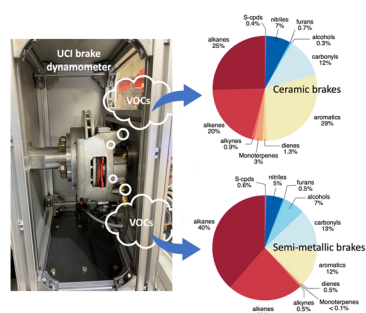 UCI brake
dynamometer
VOCs
VOCs
S-cpds
0.4%
nitriles
7%
furans
0.7%
alcohols
0.3%
carbonyls
12%
alkanes
25%
Ceramic brakes
aromatics
29%
alkenes
20%
dienes
1.3%
alkynes
0.9%
Monoterpenes
3%
S-cpds
0.6%
nitriles
5%
furans
0.5%
alcohols
7%
carbonyls
13%
alkanes
40%
Semi-metallic brakes
aromatics
12%
dienes
0.5%
Monoterpenes
< 0.1%
alkynes
0.5%
alkenes